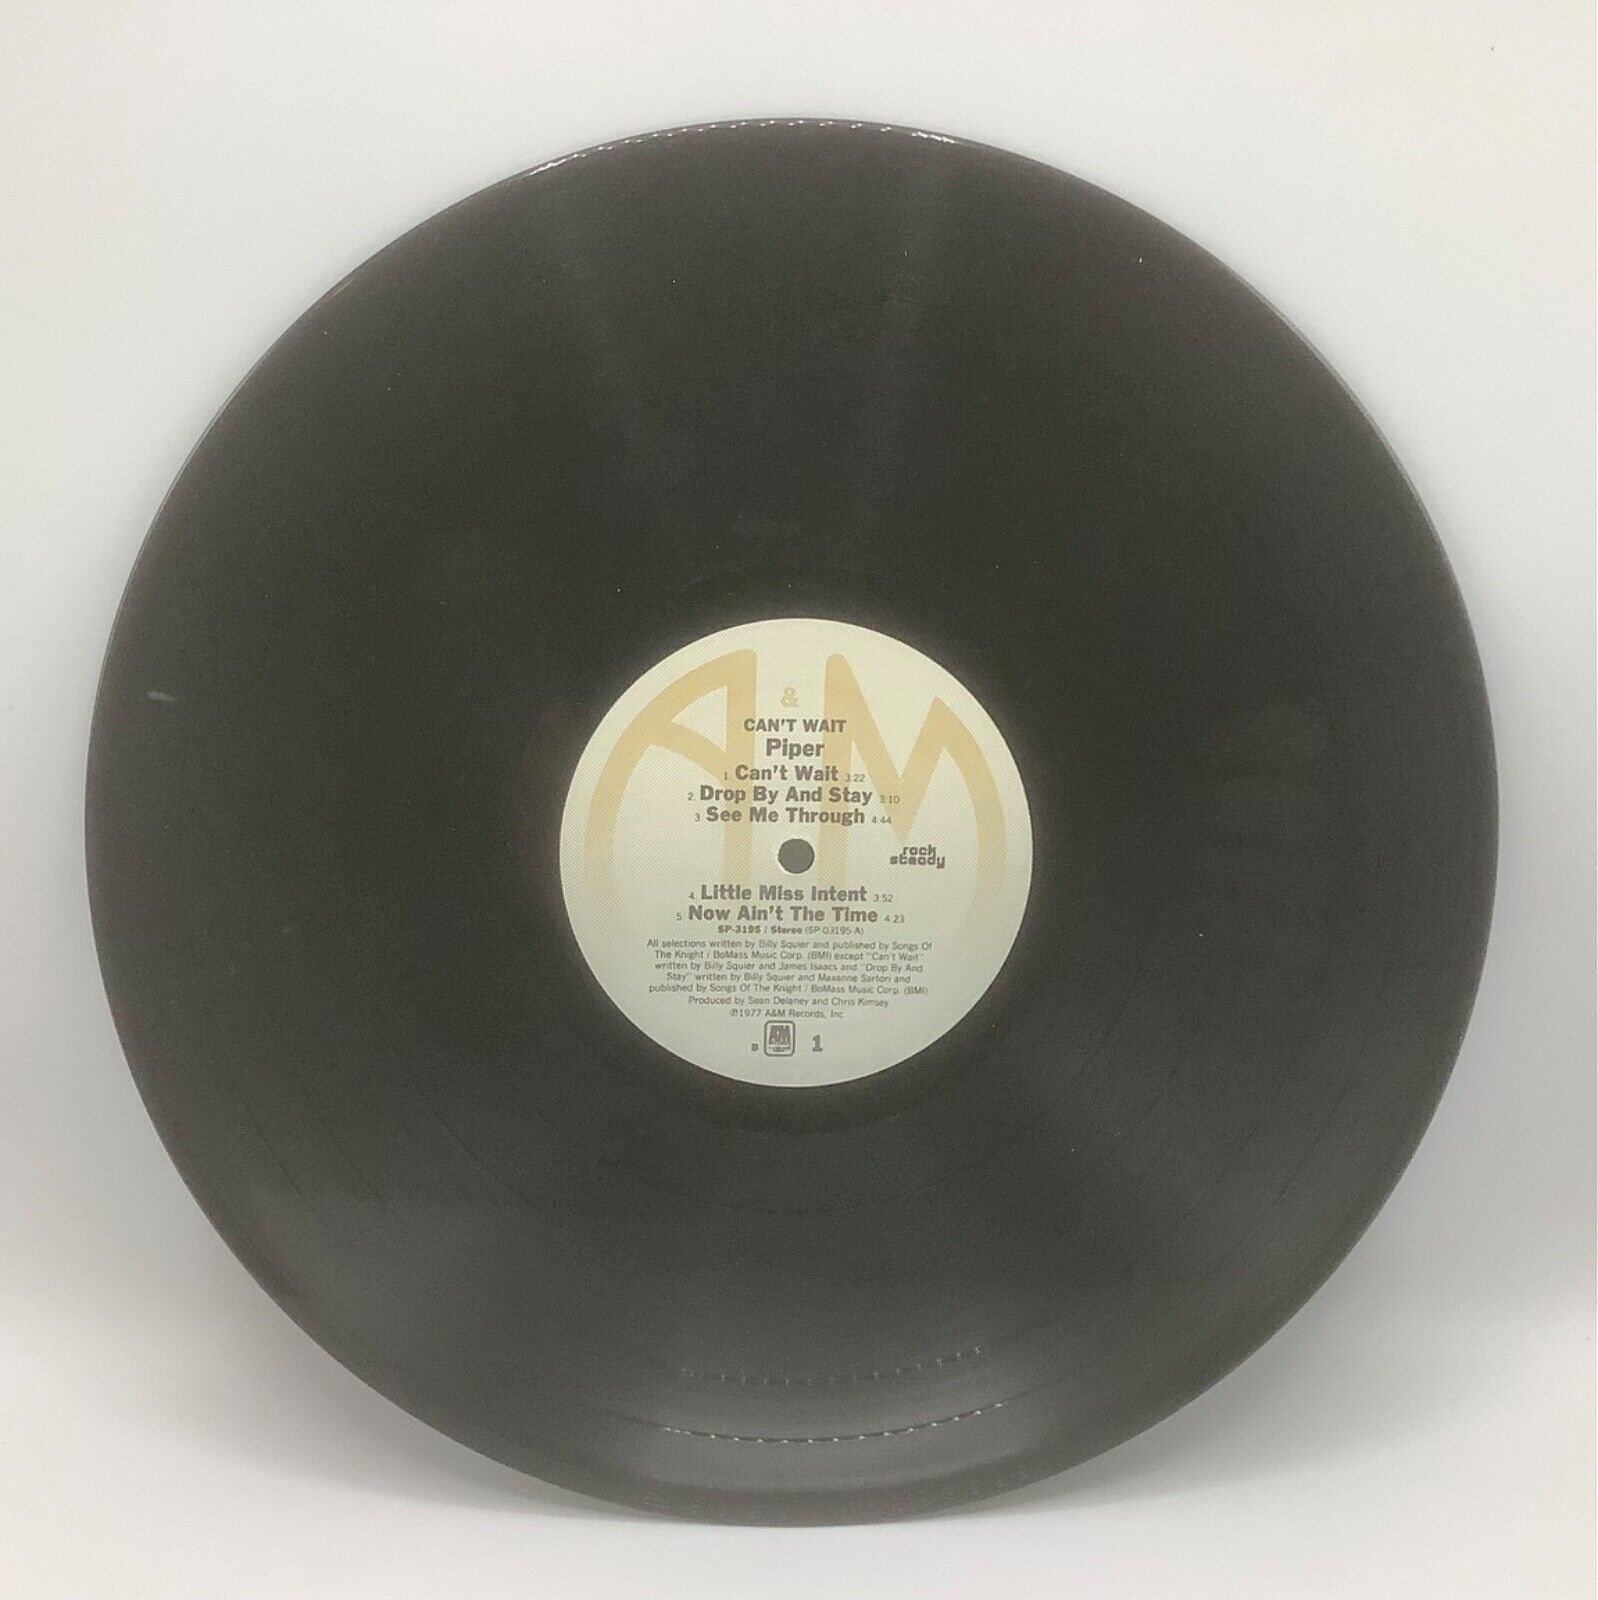 A & M
CAN'T WAIT
Piper
1. Can't Wait 3:22
2. Drop By And Stay 3:10
3. See Me Through 4:44
rock
steady
4. Little Miss Intent 3:52
5. Now Ain't The Time 4:23
SP-3195 / Stereo (SP-03195-A)
All selections written by Billy Squier and published by Songs Of
The Knight / BoMass Music Corp. (BMI) except "Can't Wait"
written by Billy Squier and James Isaacs and "Drop By And
Stay" written by Billy Squier and Maxanne Sartori and
published by Songs Of The Knight / BoMass Music Corp. (BMI)
Produced by Sean Delaney and Chris Kimsey
℗1977 A&M Records, Inc
B A&M 1